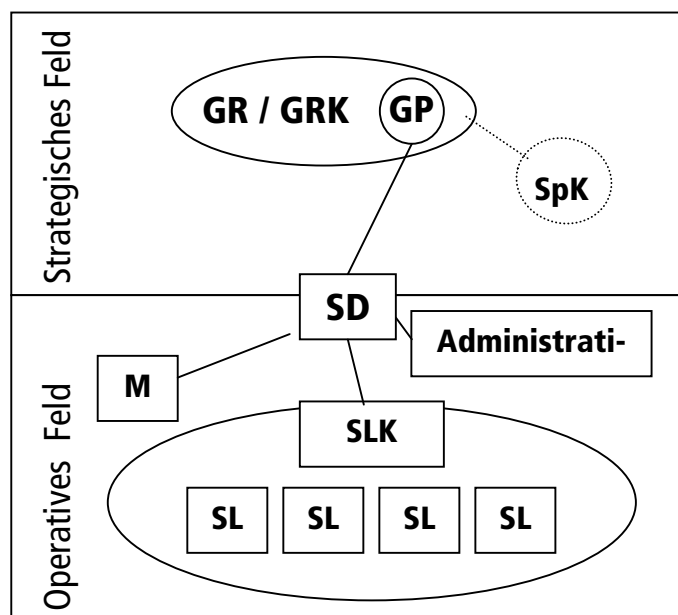 Strategisches Feld
GR / GRK
GP
SpK
SD
Administrati-
M
SLK
SL
SL
SL
SL
Operatives Feld